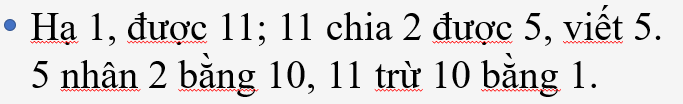 • Hạ 1, được 11; 11 chia 2 được 5, viết 5.
5 nhân 2 bằng 10, 11 trừ 10 bằng 1.